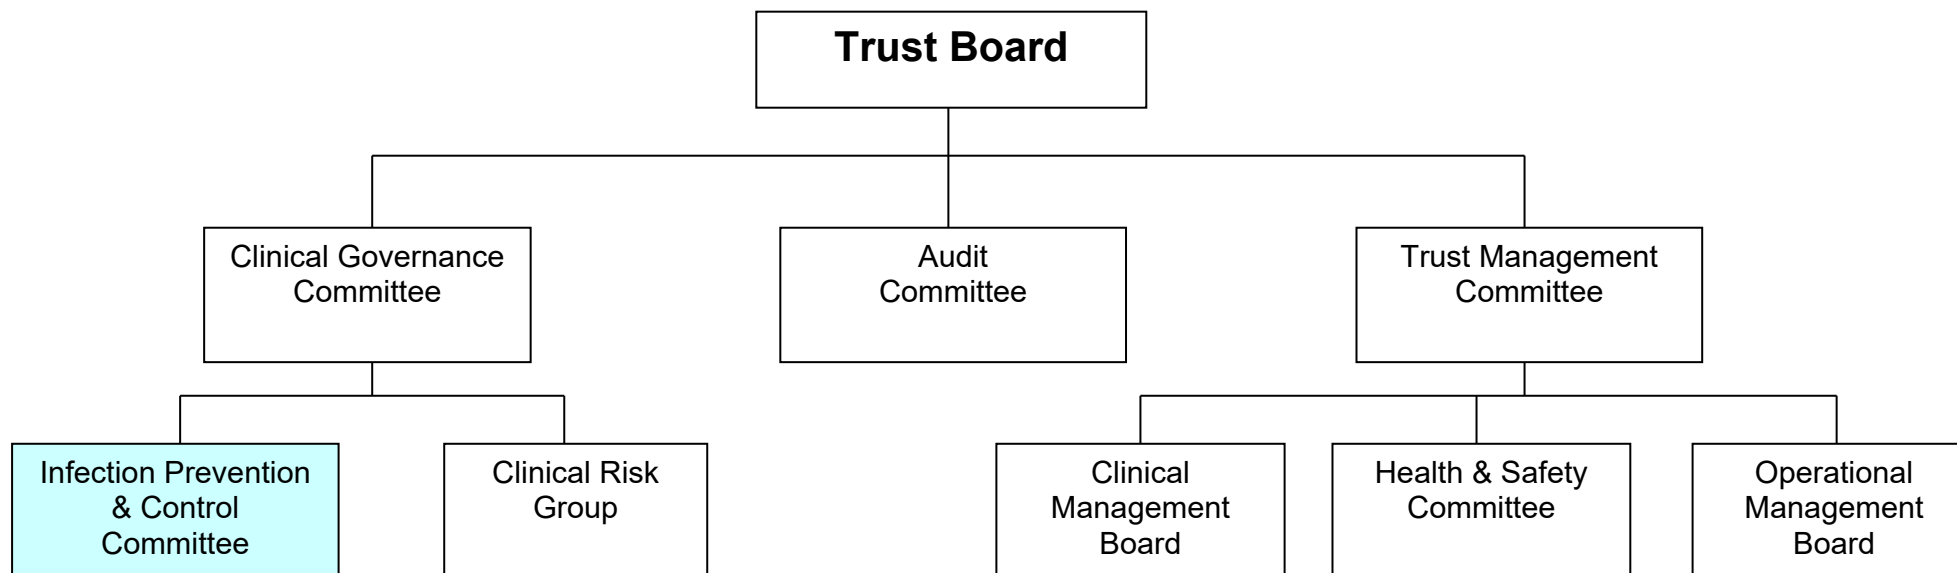 Trust Board
Clinical Governance
Committee
Audit
Committee
Trust Management
Committee
Infection Prevention
& Control
Committee
Clinical Risk
Group
Clinical
Management
Board
Health & Safety
Committee
Operational
Management
Board